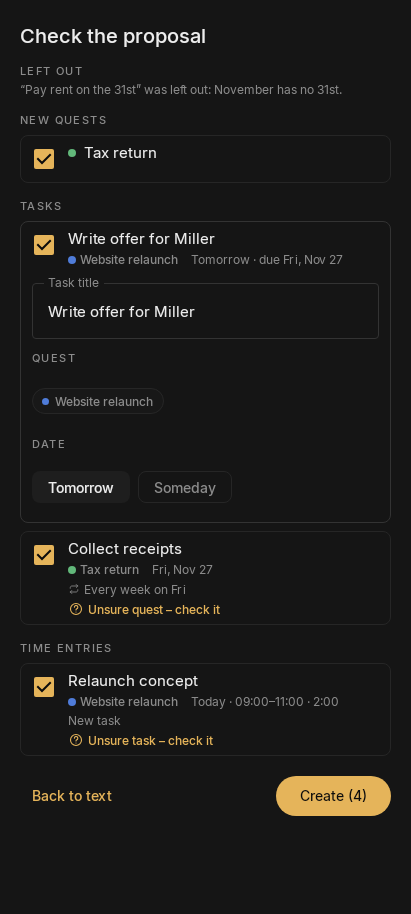 Check the proposal
LEFT OUT
“Pay rent on the 31st” was left out: November has no 31st.
NEW QUESTS
Tax return
TASKS
Write offer for Miller
Website relaunch Tomorrow · due Fri, Nov 27
Task title
Write offer for Miller
QUEST
Website relaunch
DATE
Tomorrow Someday
Collect receipts
Tax return Fri, Nov 27
Every week on Fri
Unsure quest – check it
TIME ENTRIES
Relaunch concept
Website relaunch Today · 09:00–11:00 · 2:00
New task
Unsure task – check it
Back to text Create (4)